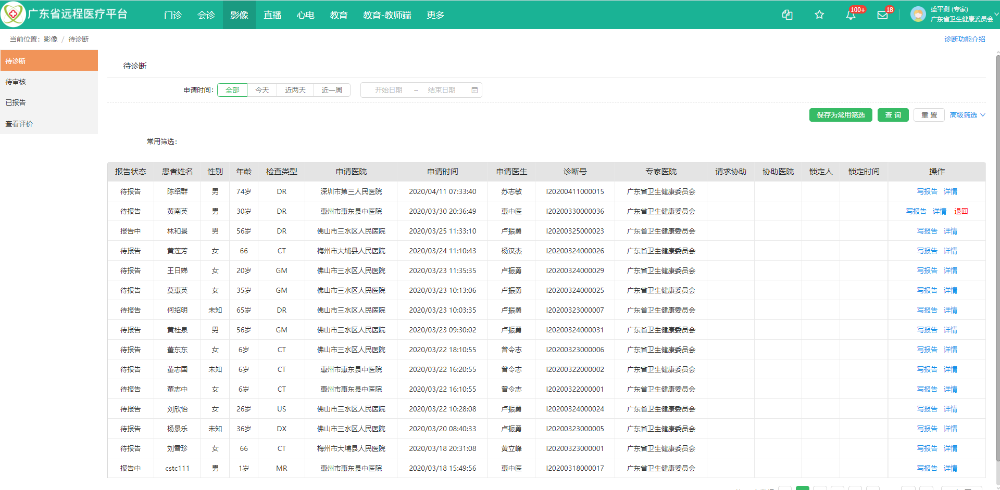 广东省远程医疗平台 门诊 会诊 影像 直播 心电 教育 教育-教师端 更多 100+ 18 盛平测 (专家)
广东省卫生健康委员会
当前位置：影像 / 待诊断 诊断功能介绍
待诊断
待审核
已报告
查看评价
待诊断
申请时间： 全部 今天 近两天 近一周 开始日期 ~ 结束日期
保存为常用筛选 查 询 重 置 高级筛选
常用筛选：
报告状态 患者姓名 性别 年龄 检查类型 申请医院 申请时间 申请医生 诊断号 专家医院 请求协助 协助医院 锁定人 锁定时间 操作
待报告 陈绍群 男 74岁 DR 深圳市第三人民医院 2020/04/11 07:33:40 苏志敏 I20200411000015 广东省卫生健康委员会 写报告 详情
待报告 黄南英 男 30岁 DR 惠州市惠东县中医院 2020/03/30 20:36:49 惠中医 I20200330000036 广东省卫生健康委员会 写报告 详情 退回
报告中 林和景 男 56岁 DR 佛山市三水区人民医院 2020/03/25 11:33:10 卢振勇 I20200325000023 广东省卫生健康委员会 写报告 详情
待报告 黄莲芳 女 66 CT 梅州市大埔县人民医院 2020/03/24 11:10:43 杨汉杰 I20200324000026 广东省卫生健康委员会 写报告 详情
待报告 王日娣 女 20岁 GM 佛山市三水区人民医院 2020/03/23 11:35:35 卢振勇 I20200324000029 广东省卫生健康委员会 写报告 详情
待报告 莫惠英 女 35岁 GM 佛山市三水区人民医院 2020/03/23 10:13:06 卢振勇 I20200324000025 广东省卫生健康委员会 写报告 详情
待报告 何绍明 未知 65岁 DR 佛山市三水区人民医院 2020/03/23 10:03:35 卢振勇 I20200323000007 广东省卫生健康委员会 写报告 详情
待报告 黄桂泉 男 56岁 GM 佛山市三水区人民医院 2020/03/23 09:30:02 卢振勇 I20200324000031 广东省卫生健康委员会 写报告 详情
待报告 董东东 女 6岁 CT 佛山市三水区人民医院 2020/03/22 18:10:55 曾令志 I20200323000006 广东省卫生健康委员会 写报告 详情
待报告 董志国 未知 6岁 CT 惠州市惠东县中医院 2020/03/22 16:20:55 曾令志 I20200322000002 广东省卫生健康委员会 写报告 详情
待报告 董志中 女 6岁 CT 惠州市惠东县中医院 2020/03/22 16:10:55 曾令志 I20200322000001 广东省卫生健康委员会 写报告 详情
待报告 刘欣怡 女 26岁 US 佛山市三水区人民医院 2020/03/22 10:28:08 卢振勇 I20200324000024 广东省卫生健康委员会 写报告 详情
待报告 杨景乐 未知 36岁 DX 佛山市三水区人民医院 2020/03/20 08:40:33 卢振勇 I20200323000005 广东省卫生健康委员会 写报告 详情
待报告 刘雪珍 女 66 CT 梅州市大埔县人民医院 2020/03/18 20:31:08 黄立峰 I20200323000001 广东省卫生健康委员会 写报告 详情
报告中 cstc111 男 1岁 MR 惠州市惠东县中医院 2020/03/18 15:49:56 惠中医 I20200318000017 广东省卫生健康委员会 写报告 详情